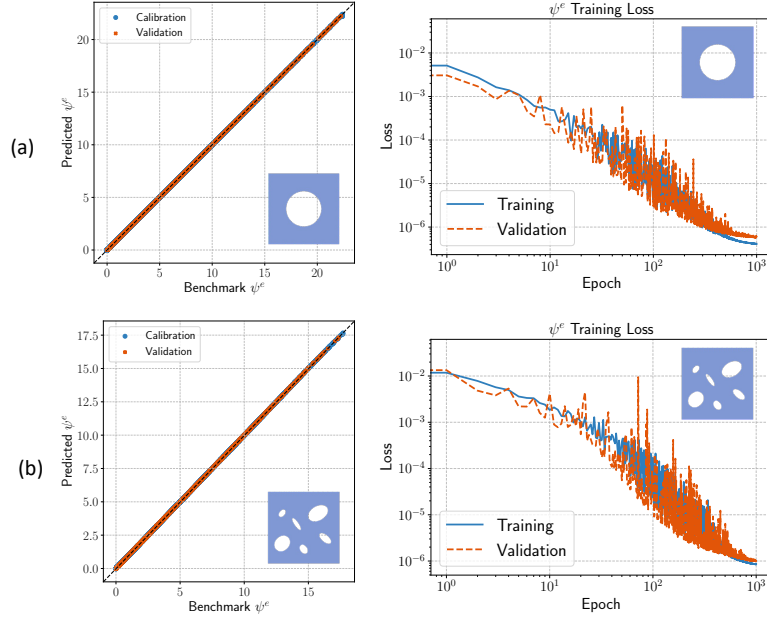 (a)
Calibration
Validation
Predicted ψ^e
20
15
10
5
0
0 5 10 15 20
Benchmark ψ^e
ψ^e Training Loss
Loss
10^−2
10^−3
10^−4
10^−5
10^−6
Training
Validation
10^0 10^1 10^2 10^3
Epoch
(b)
Calibration
Validation
Predicted ψ^e
17.5
15.0
12.5
10.0
7.5
5.0
2.5
0.0
0 5 10 15
Benchmark ψ^e
ψ^e Training Loss
Loss
10^−2
10^−3
10^−4
10^−5
10^−6
Training
Validation
10^0 10^1 10^2 10^3
Epoch